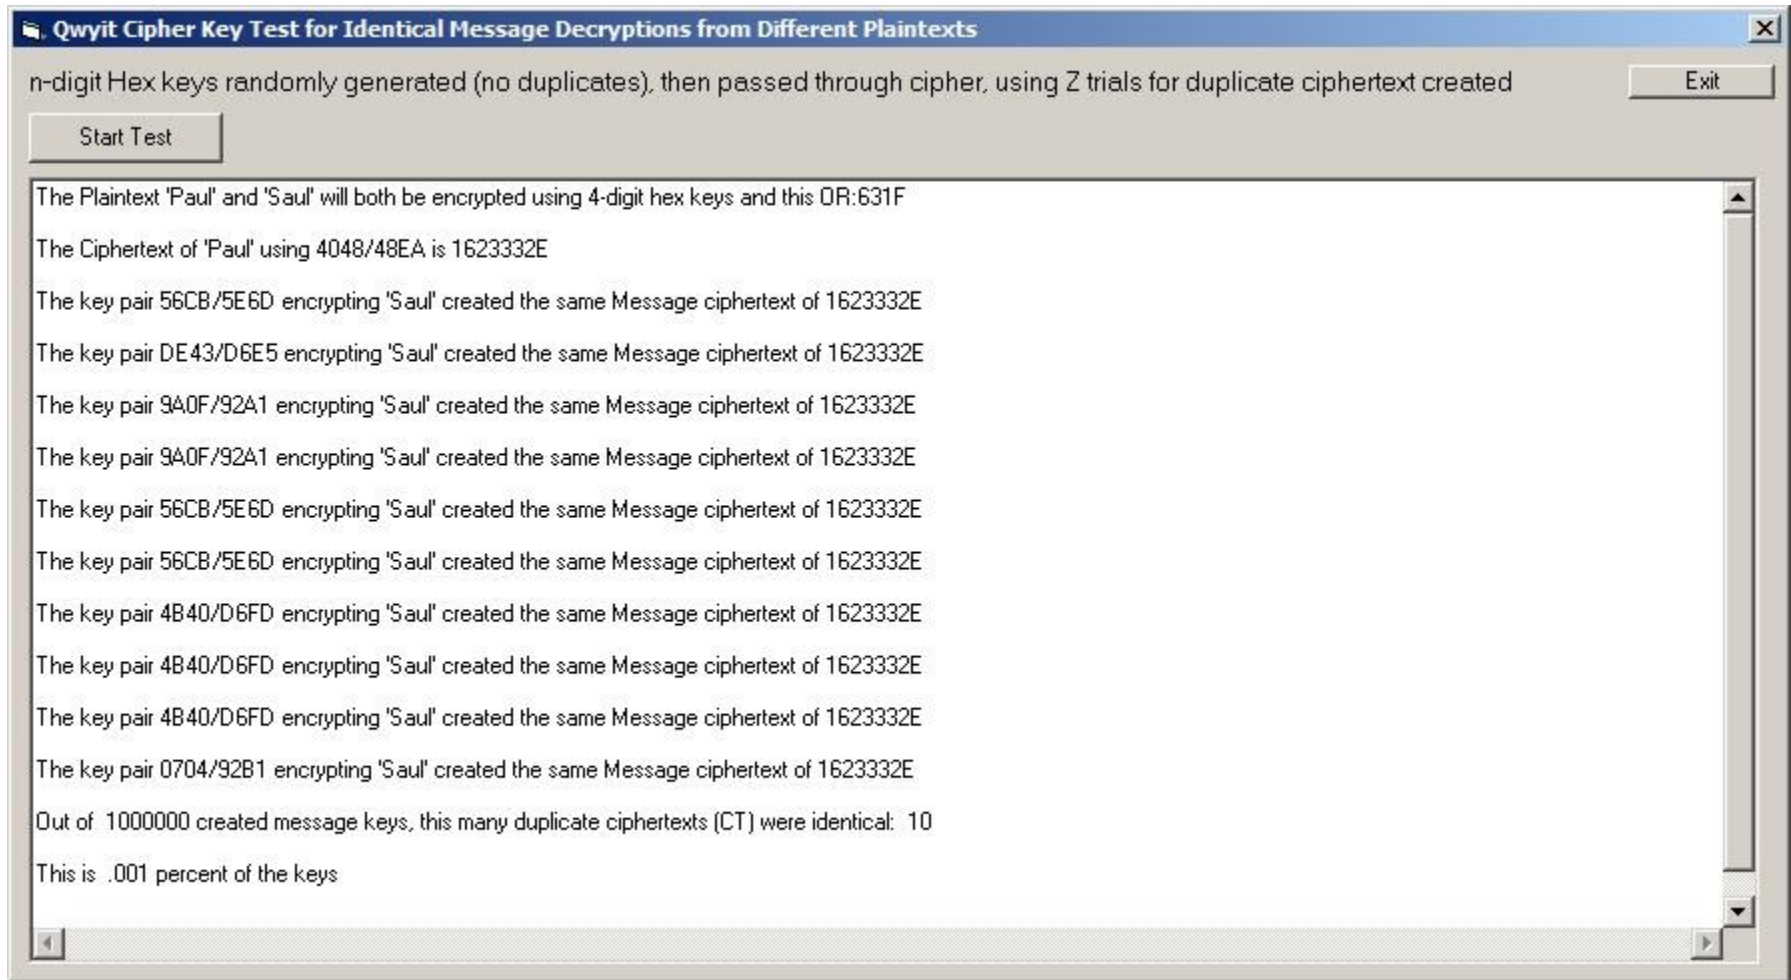 Qwyit Cipher Key Test for Identical Message Decryptions from Different Plaintexts
n-digit Hex keys randomly generated (no duplicates), then passed through cipher, using Z trials for duplicate ciphertext created
Exit
Start Test
The Plaintext 'Paul' and 'Saul' will both be encrypted using 4-digit hex keys and this OR:631F
The Ciphertext of 'Paul' using 4048/48EA is 1623332E
The key pair 56CB/5E6D encrypting 'Saul' created the same Message ciphertext of 1623332E
The key pair DE43/D6E5 encrypting 'Saul' created the same Message ciphertext of 1623332E
The key pair 9A0F/92A1 encrypting 'Saul' created the same Message ciphertext of 1623332E
The key pair 9A0F/92A1 encrypting 'Saul' created the same Message ciphertext of 1623332E
The key pair 56CB/5E6D encrypting 'Saul' created the same Message ciphertext of 1623332E
The key pair 56CB/5E6D encrypting 'Saul' created the same Message ciphertext of 1623332E
The key pair 4B40/D6FD encrypting 'Saul' created the same Message ciphertext of 1623332E
The key pair 4B40/D6FD encrypting 'Saul' created the same Message ciphertext of 1623332E
The key pair 4B40/D6FD encrypting 'Saul' created the same Message ciphertext of 1623332E
The key pair 0704/92B1 encrypting 'Saul' created the same Message ciphertext of 1623332E
Out of  1000000 created message keys, this many duplicate ciphertexts (CT) were identical:  10
This is  .001 percent of the keys